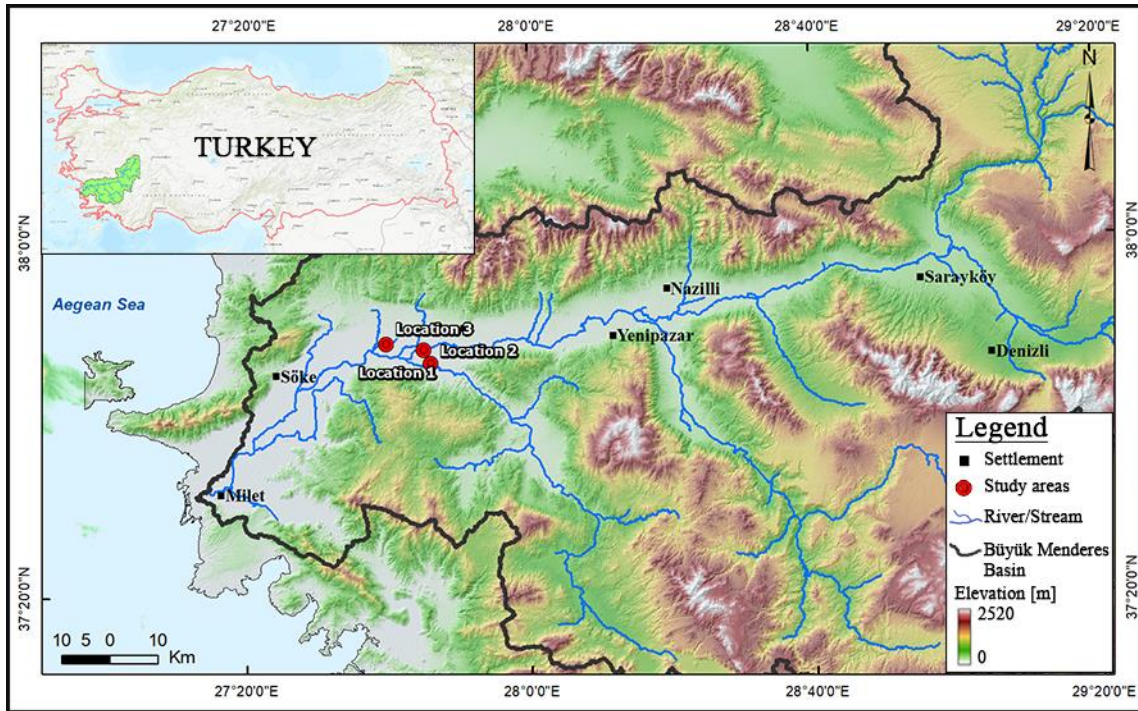 27°20'0"E
28°0'0"E
28°40'0"E
29°20'0"E
TURKEY
N
38°0'0"N
38°0'0"N
Aegean Sea
Sarayköy
Nazilli
Location 3
Yenipazar
Location 2
Denizli
Location 1
Söke
Milet
Legend
Settlement
Study areas
River/Stream
Büyük Menderes
Basin
Elevation [m]
2520
0
37°20'0"N
37°20'0"N
10 5 0 10
Km
27°20'0"E
28°0'0"E
28°40'0"E
29°20'0"E